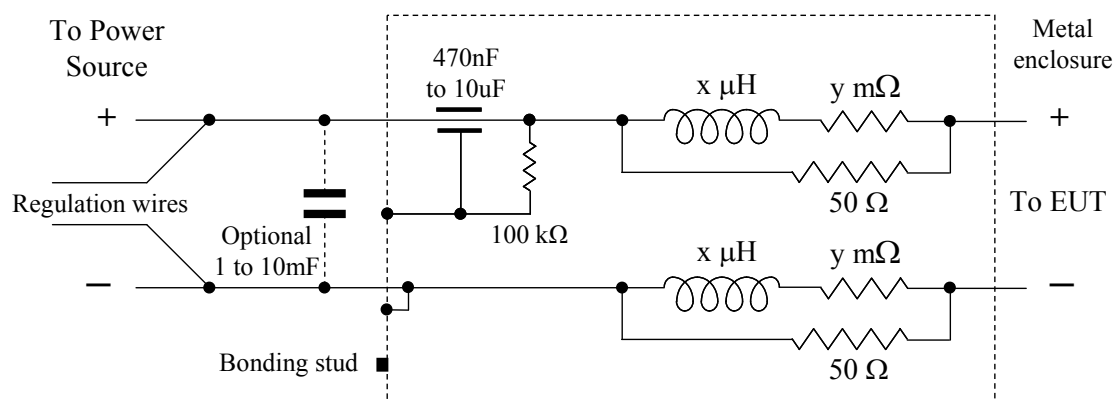 To Power
Source
470nF
to 10uF
Metal
enclosure
x μH
y mΩ
+
+
50 Ω
Regulation wires
To EUT
100 kΩ
Optional
1 to 10mF
x μH
y mΩ
−
−
50 Ω
Bonding stud